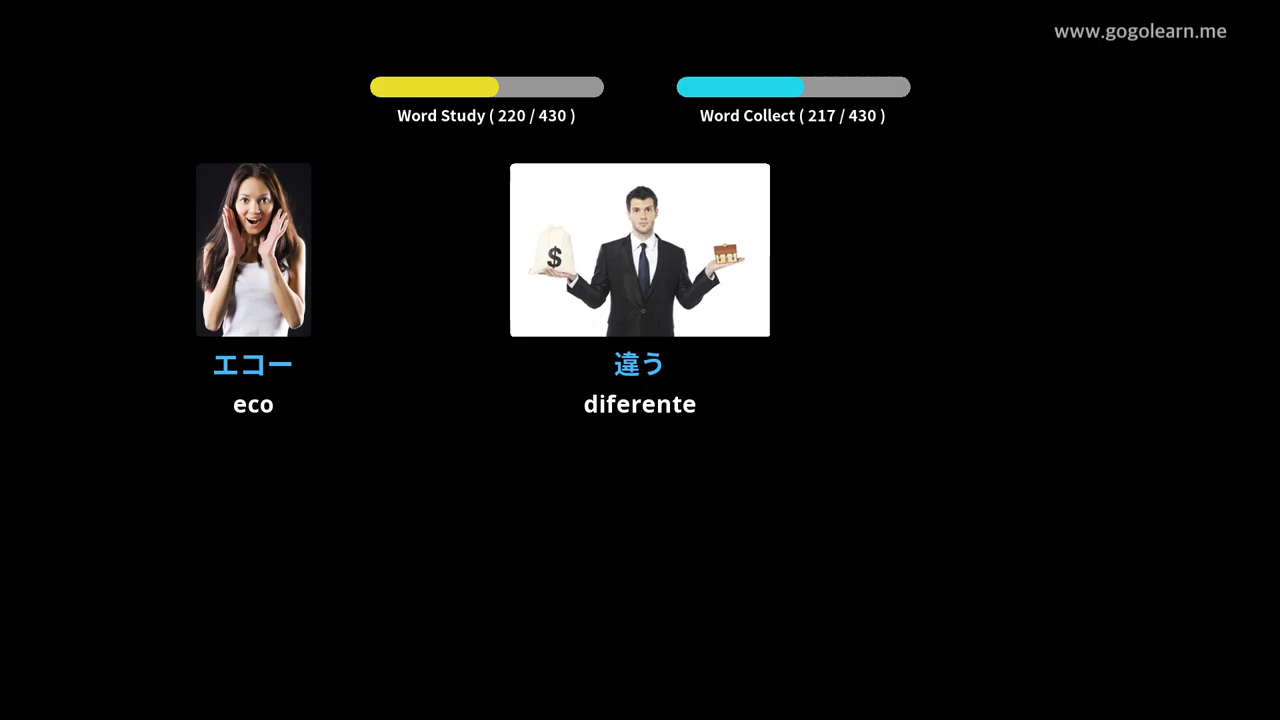 www.gogolearn.me
Word Study ( 220 / 430 )
Word Collect ( 217 / 430 )
$
エコー
eco
違う
diferente